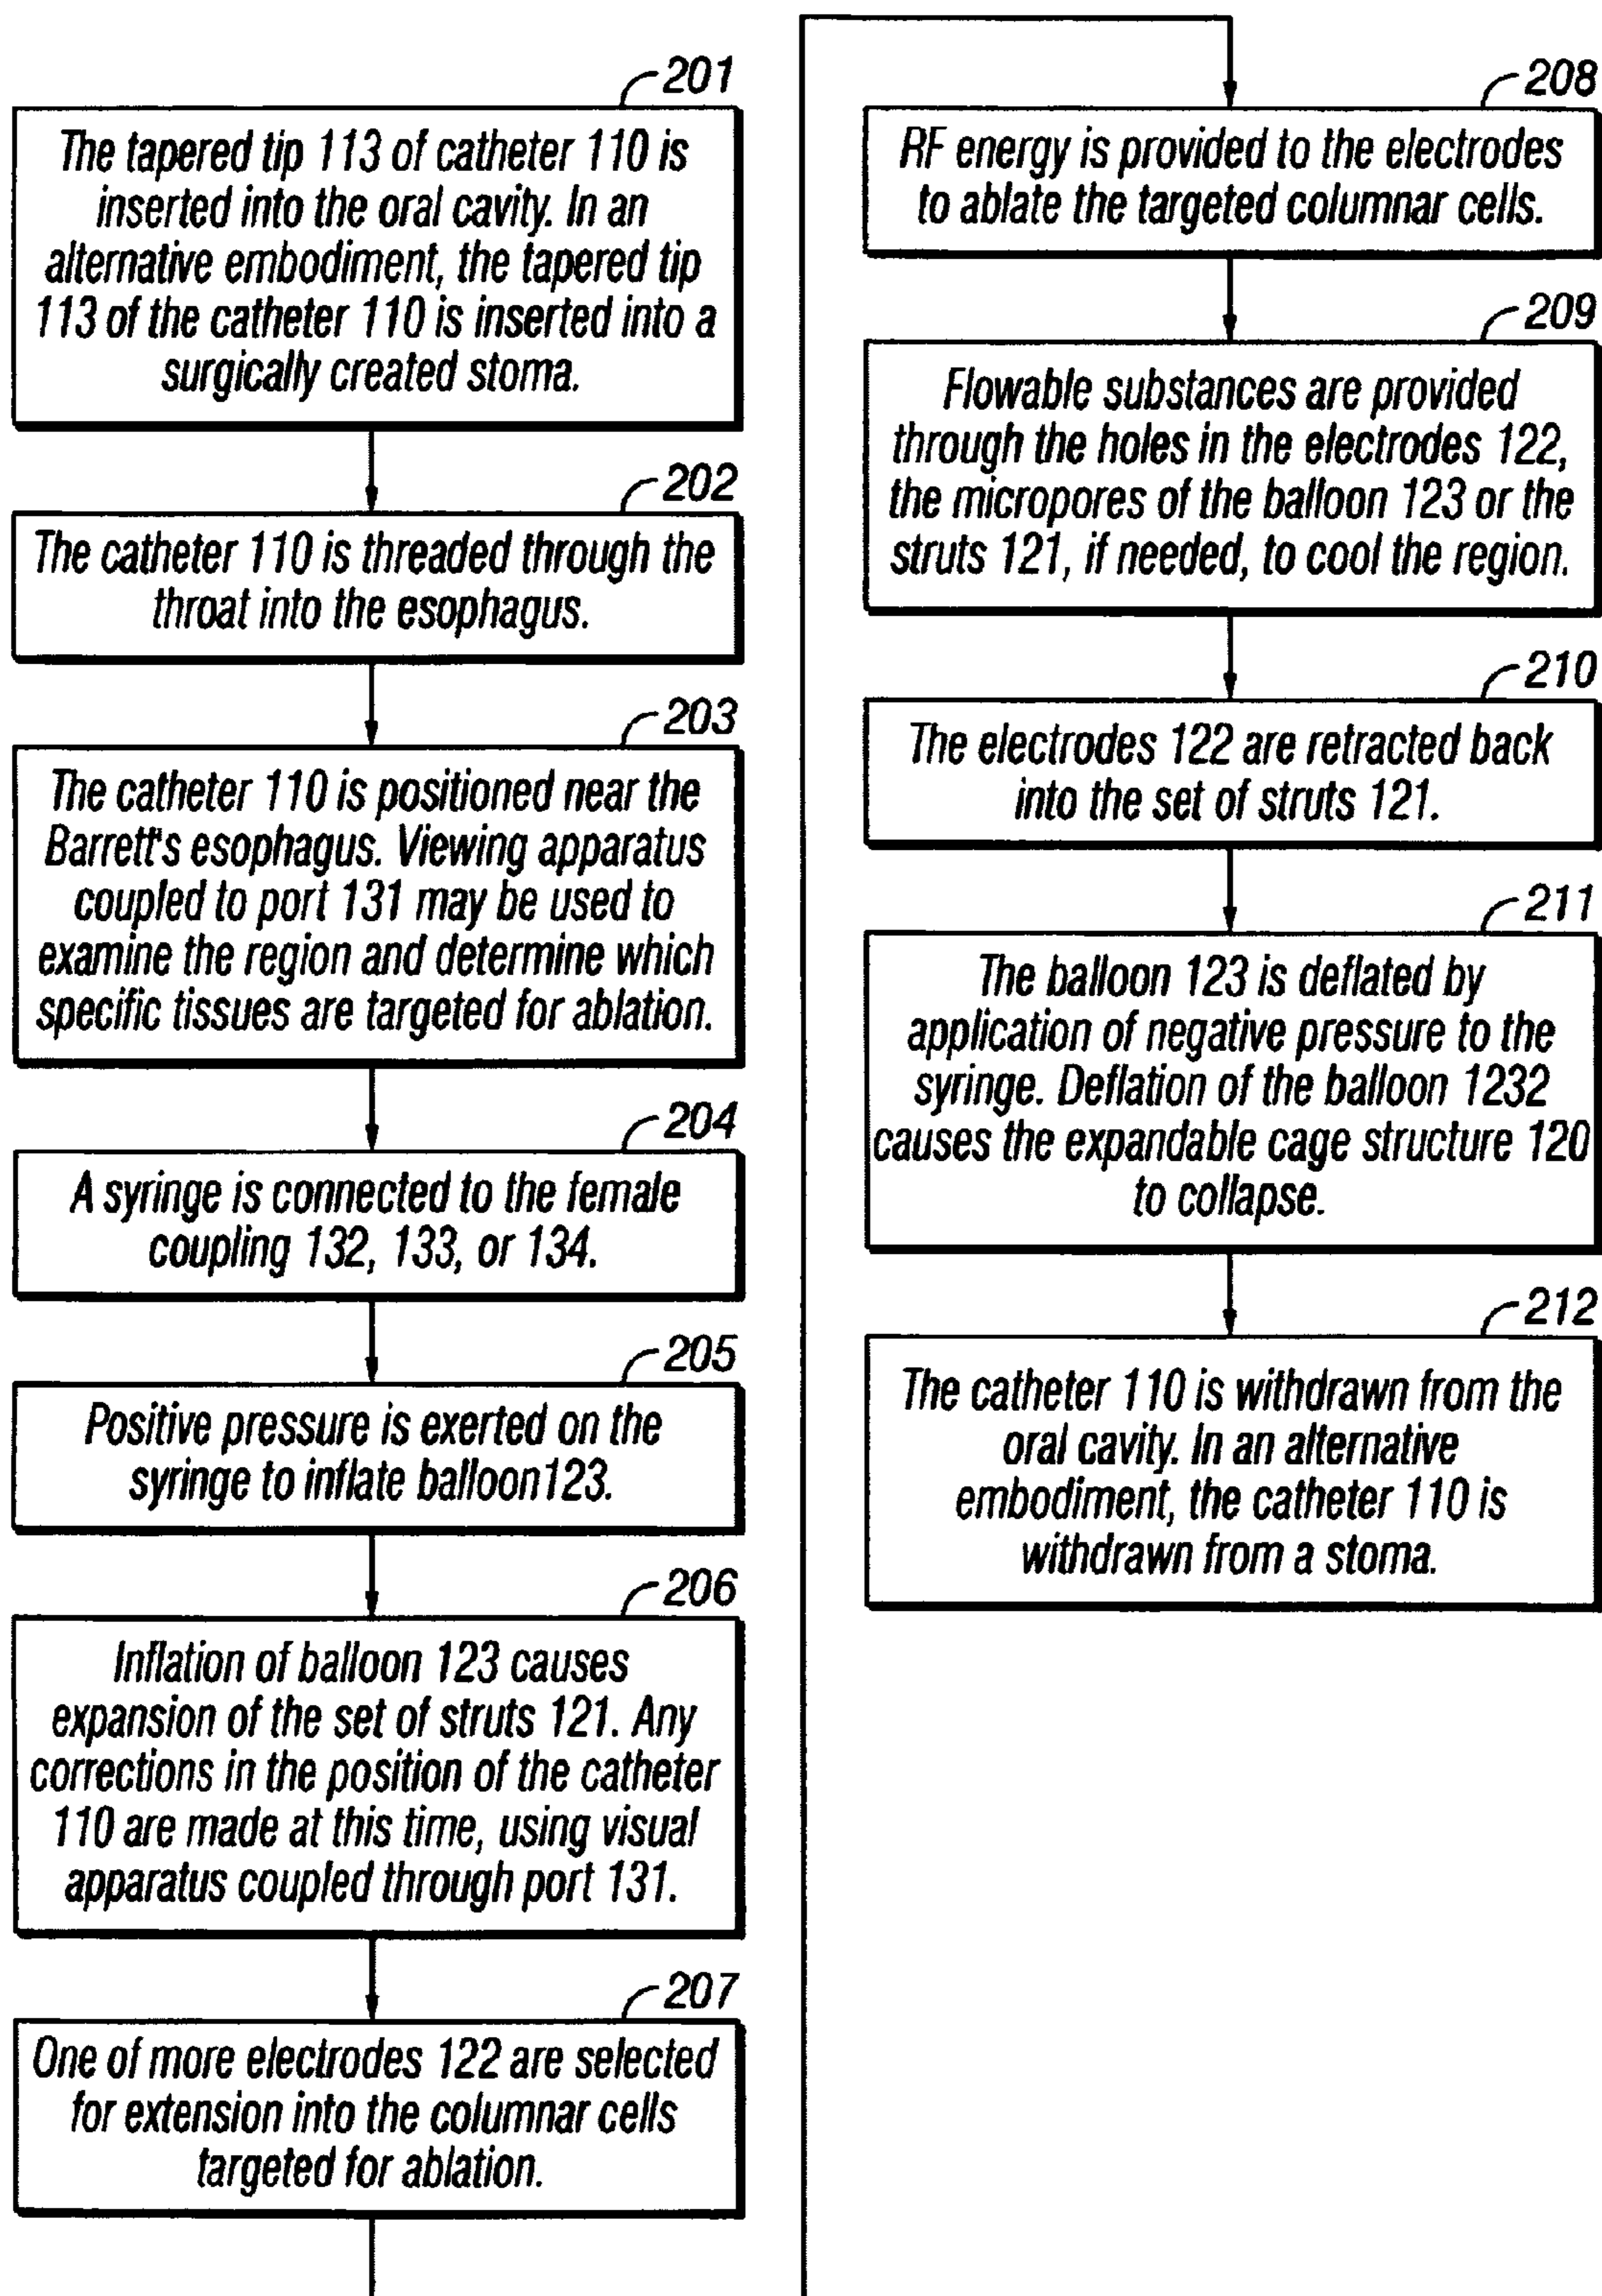 201
The tapered tip 113 of catheter 110 is
inserted into the oral cavity. In an
alternative embodiment, the tapered tip
113 of the catheter 110 is inserted into a
surgically created stoma.
202
The catheter 110 is threaded through the
throat into the esophagus.
203
The catheter 110 is positioned near the
Barrett's esophagus. Viewing apparatus
coupled to port 131 may be used to
examine the region and determine which
specific tissues are targeted for ablation.
204
A syringe is connected to the female
coupling 132, 133, or 134.
205
Positive pressure is exerted on the
syringe to inflate balloon123.
206
Inflation of balloon 123 causes
expansion of the set of struts 121. Any
corrections in the position of the catheter
110 are made at this time, using visual
apparatus coupled through port 131.
207
One of more electrodes 122 are selected
for extension into the columnar cells
targeted for ablation.
208
RF energy is provided to the electrodes
to ablate the targeted columnar cells.
209
Flowable substances are provided
through the holes in the electrodes 122,
the micropores of the balloon 123 or the
struts 121, if needed, to cool the region.
210
The electrodes 122 are retracted back
into the set of struts 121.
211
The balloon 123 is deflated by
application of negative pressure to the
syringe. Deflation of the balloon 1232
causes the expandable cage structure 120
to collapse.
212
The catheter 110 is withdrawn from the
oral cavity. In an alternative
embodiment, the catheter 110 is
withdrawn from a stoma.